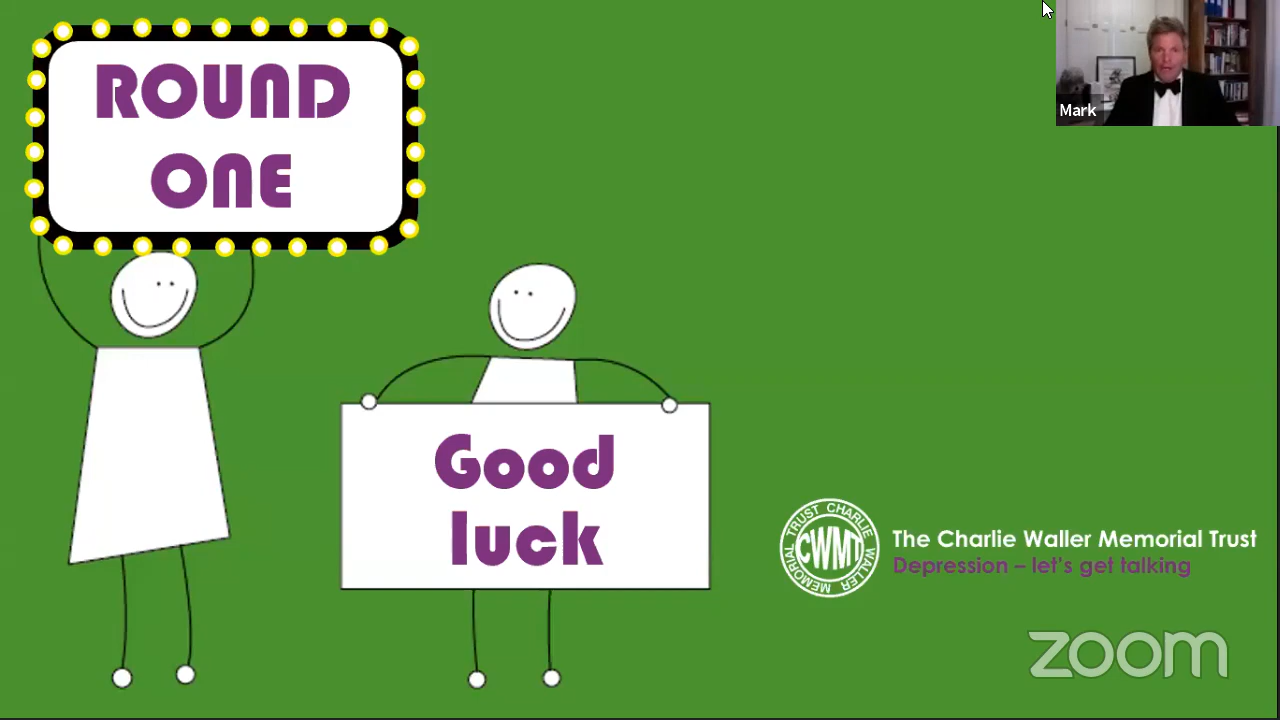 ROUND
ONE
Mark
Good
luck
MEMORIAL TRUST CHARLIE WALLER
CWMT
The Charlie Waller Memorial Trust
Depression – let's get talking
zoom